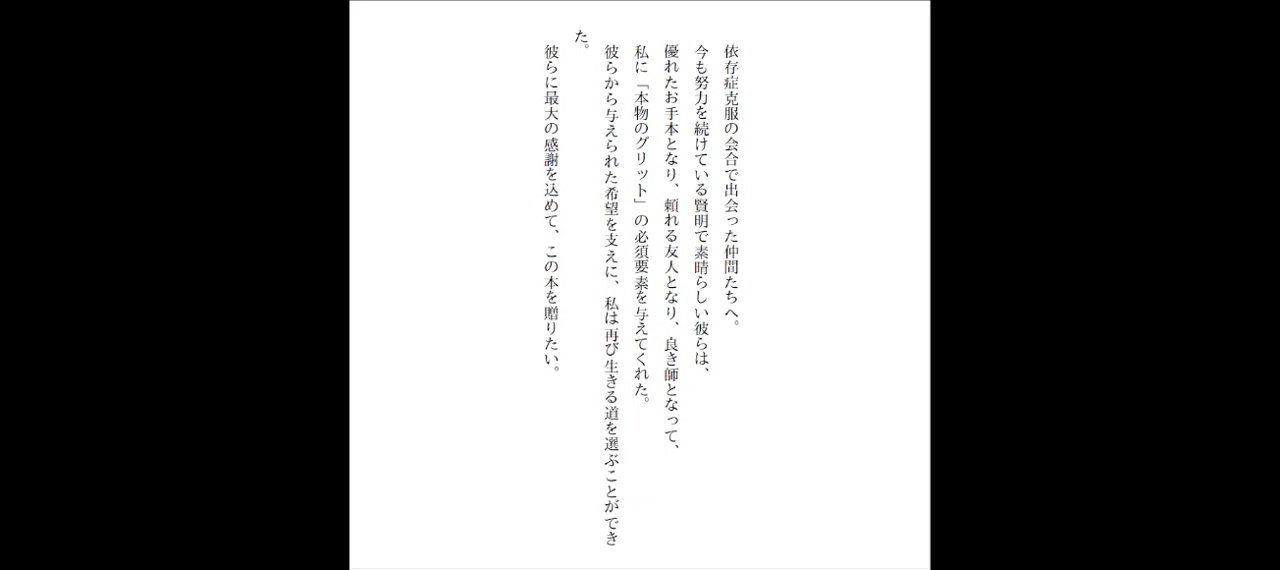 依存症克服の会合で出会った仲間たちへ。
今も努力を続けている賢明で素晴らしい彼らは、
優れたお手本となり、頼れる友人となり、良き師となって、
私に「本物のグリット」の必須要素を与えてくれた。
彼らから与えられた希望を支えに、私は再び生きる道を選ぶことができ
た。
彼らに最大の感謝を込めて、この本を贈りたい。